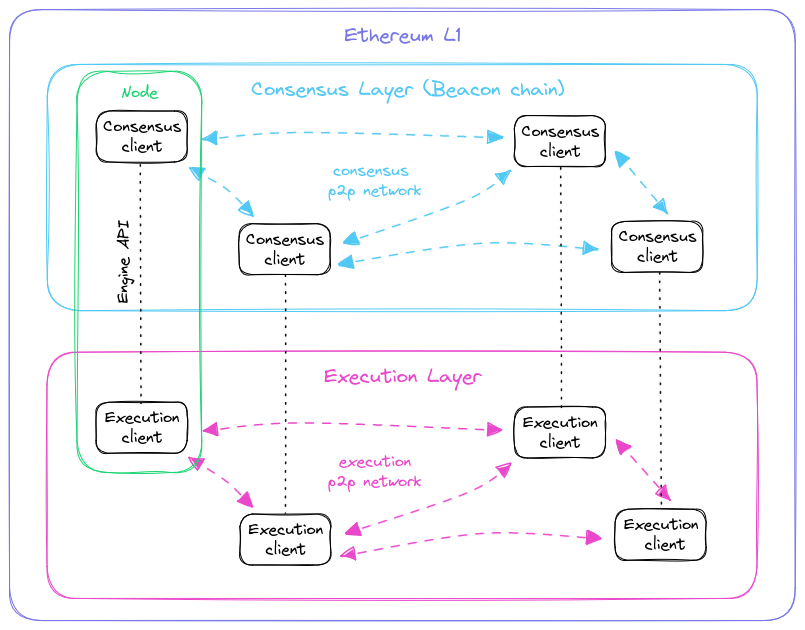 Ethereum L1
Node
Consensus Layer (Beacon chain)
Consensus
client
Consensus
client
consensus
p2p network
Engine API
Consensus
client
Consensus
client
Execution Layer
Execution
client
Execution
client
execution
p2p network
Execution
client
Execution
client